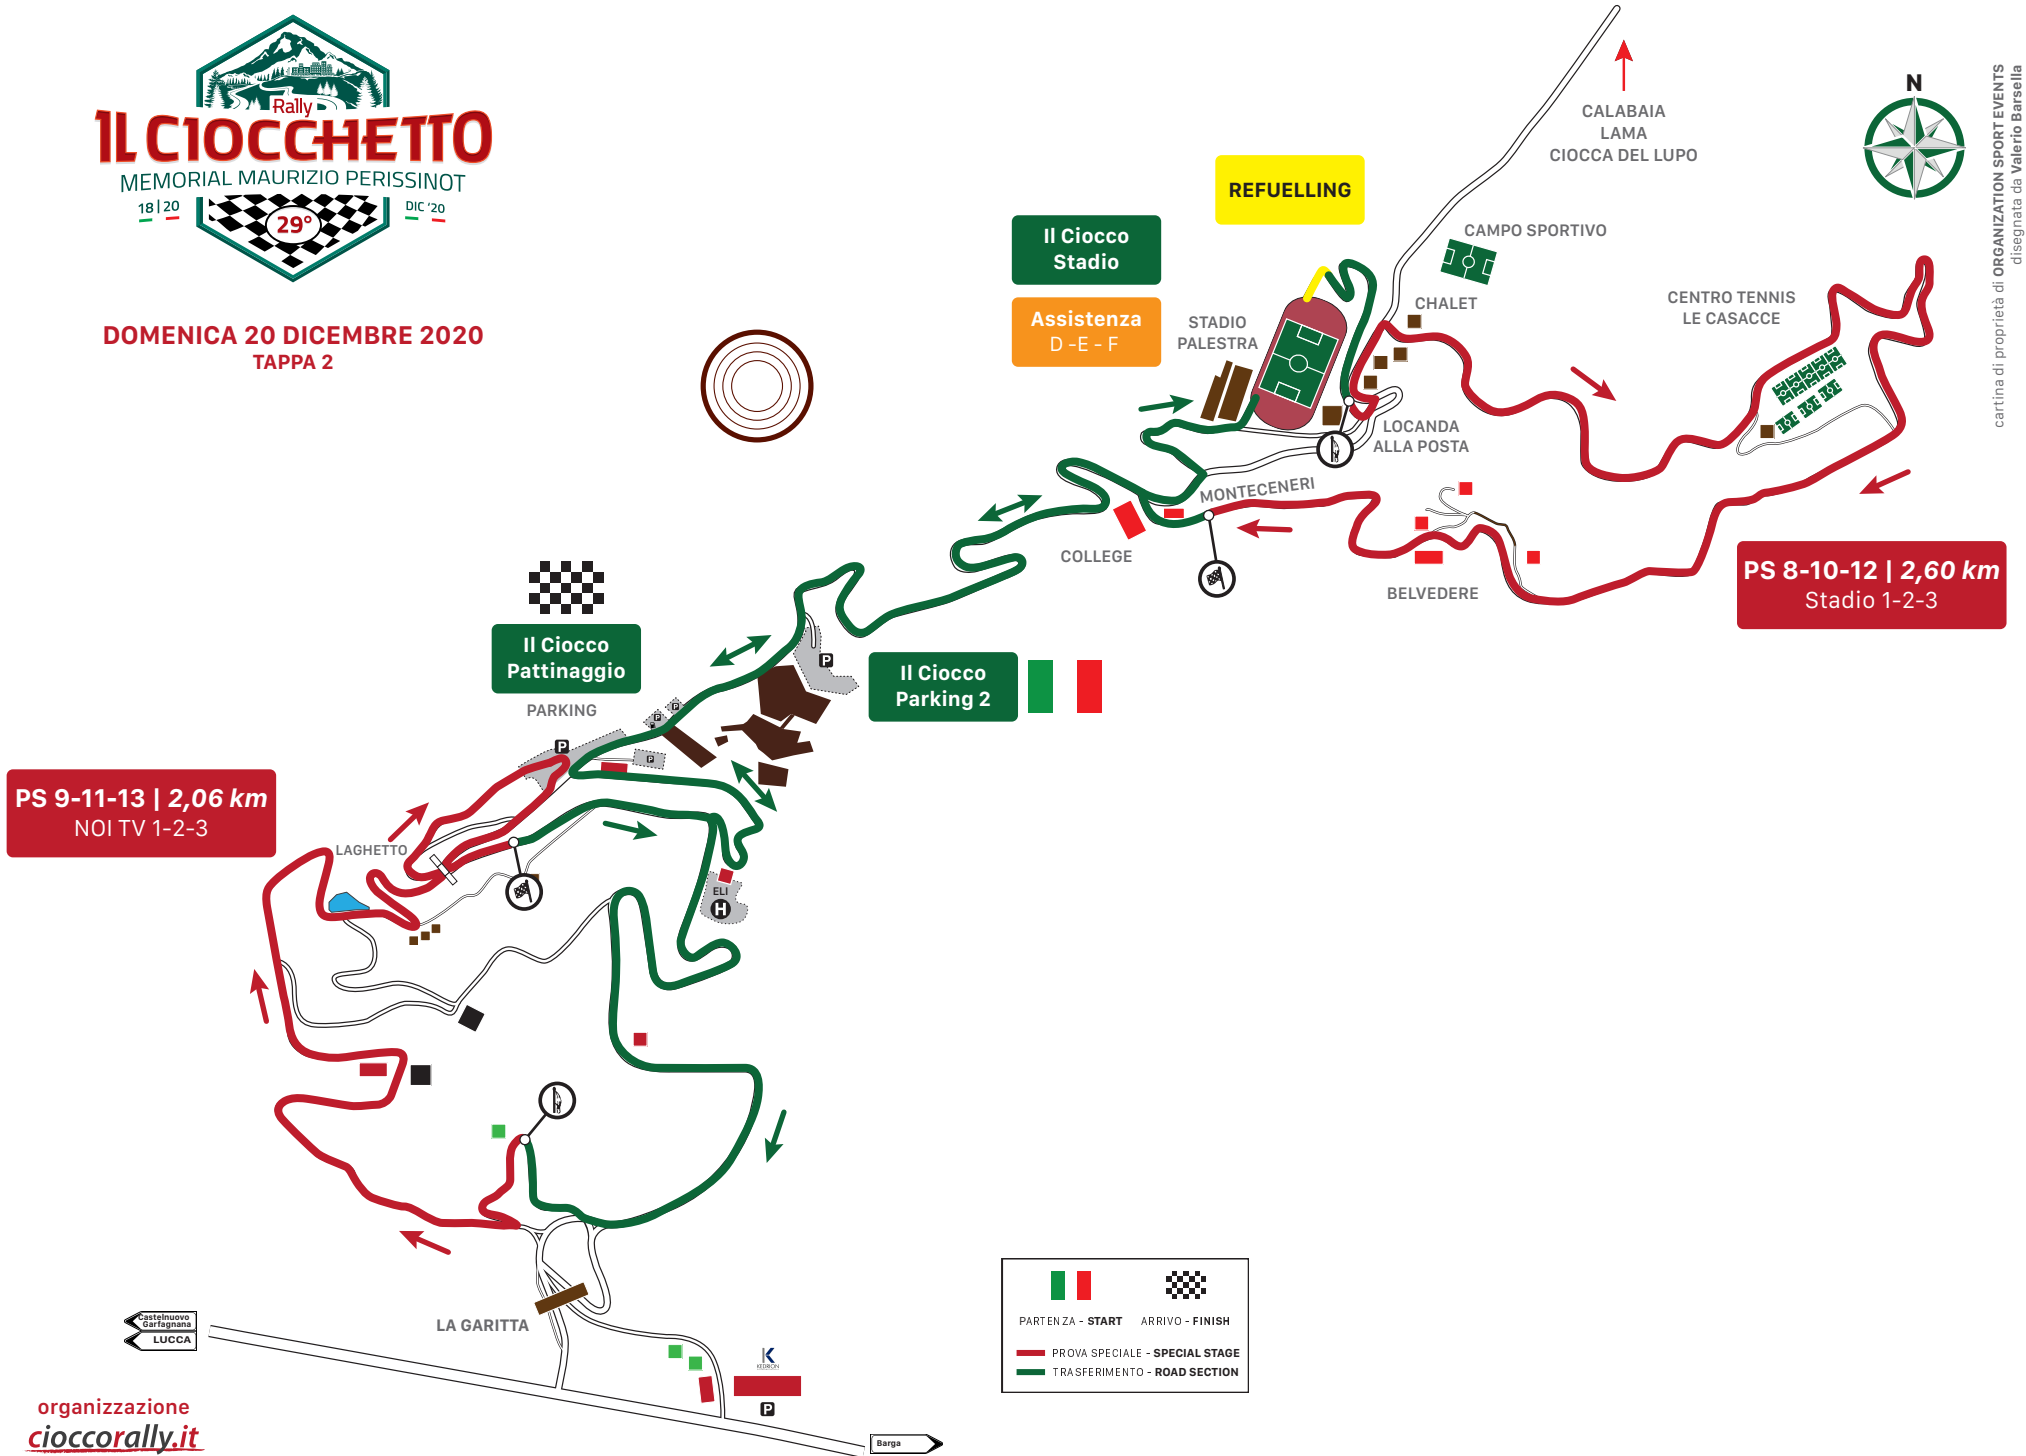 Rally
IL CIOCCHETTO
MEMORIAL MAURIZIO PERISSINOT
18|20
DIC '20
29°
DOMENICA 20 DICEMBRE 2020
TAPPA 2
N
cartina di proprietà di ORGANIZATION SPORT EVENTS
disegnata da Valerio Barsella
CALABAIA
LAMA
CIOCCA DEL LUPO
REFUELLING
CAMPO SPORTIVO
Il Ciocco
Stadio
Assistenza
D -E - F
STADIO
PALESTRA
CHALET
CENTRO TENNIS
LE CASACCE
LOCANDA
ALLA POSTA
MONTECENERI
COLLEGE
BELVEDERE
PS 8-10-12 | 2,60 km
Stadio 1-2-3
Il Ciocco
Pattinaggio
PARKING
P
P
P
P
P
Il Ciocco
Parking 2
PS 9-11-13 | 2,06 km
NOI TV 1-2-3
LAGHETTO
ELI
H
LA GARITTA
Castelnuovo
Garfagnana
LUCCA
K
KEDRION
P
Barga
PARTENZA - START
ARRIVO - FINISH
PROVA SPECIALE - SPECIAL STAGE
TRASFERIMENTO - ROAD SECTION
organizzazione
cioccorally.it